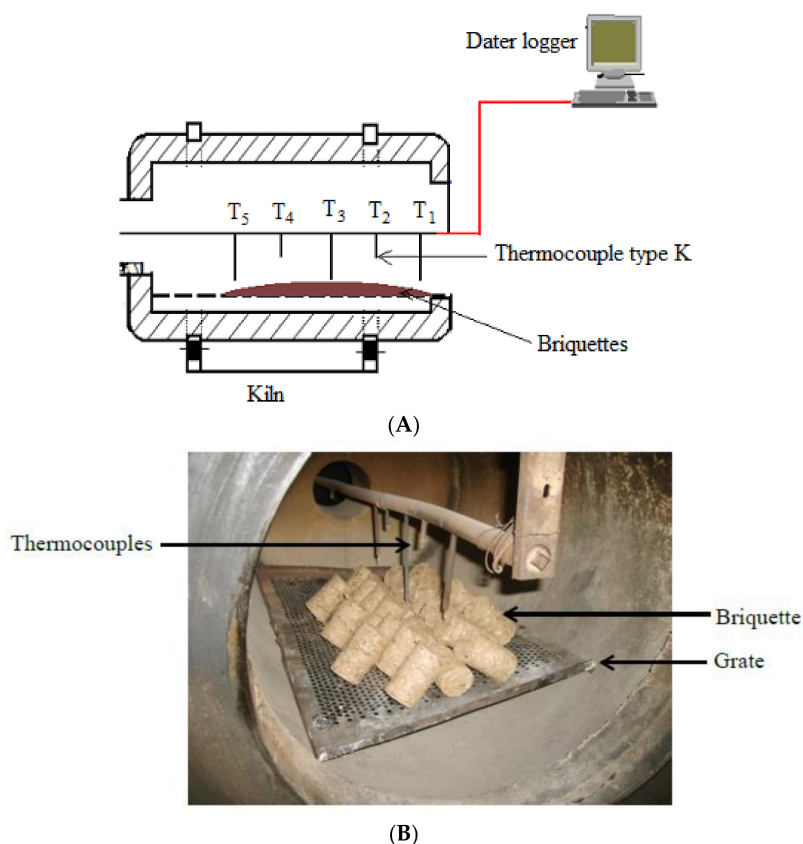 Dater logger
T5 T4 T3 T2 T1
Thermocouple type K
Briquettes
Kiln
(A)
Thermocouples
Briquette
Grate
(B)